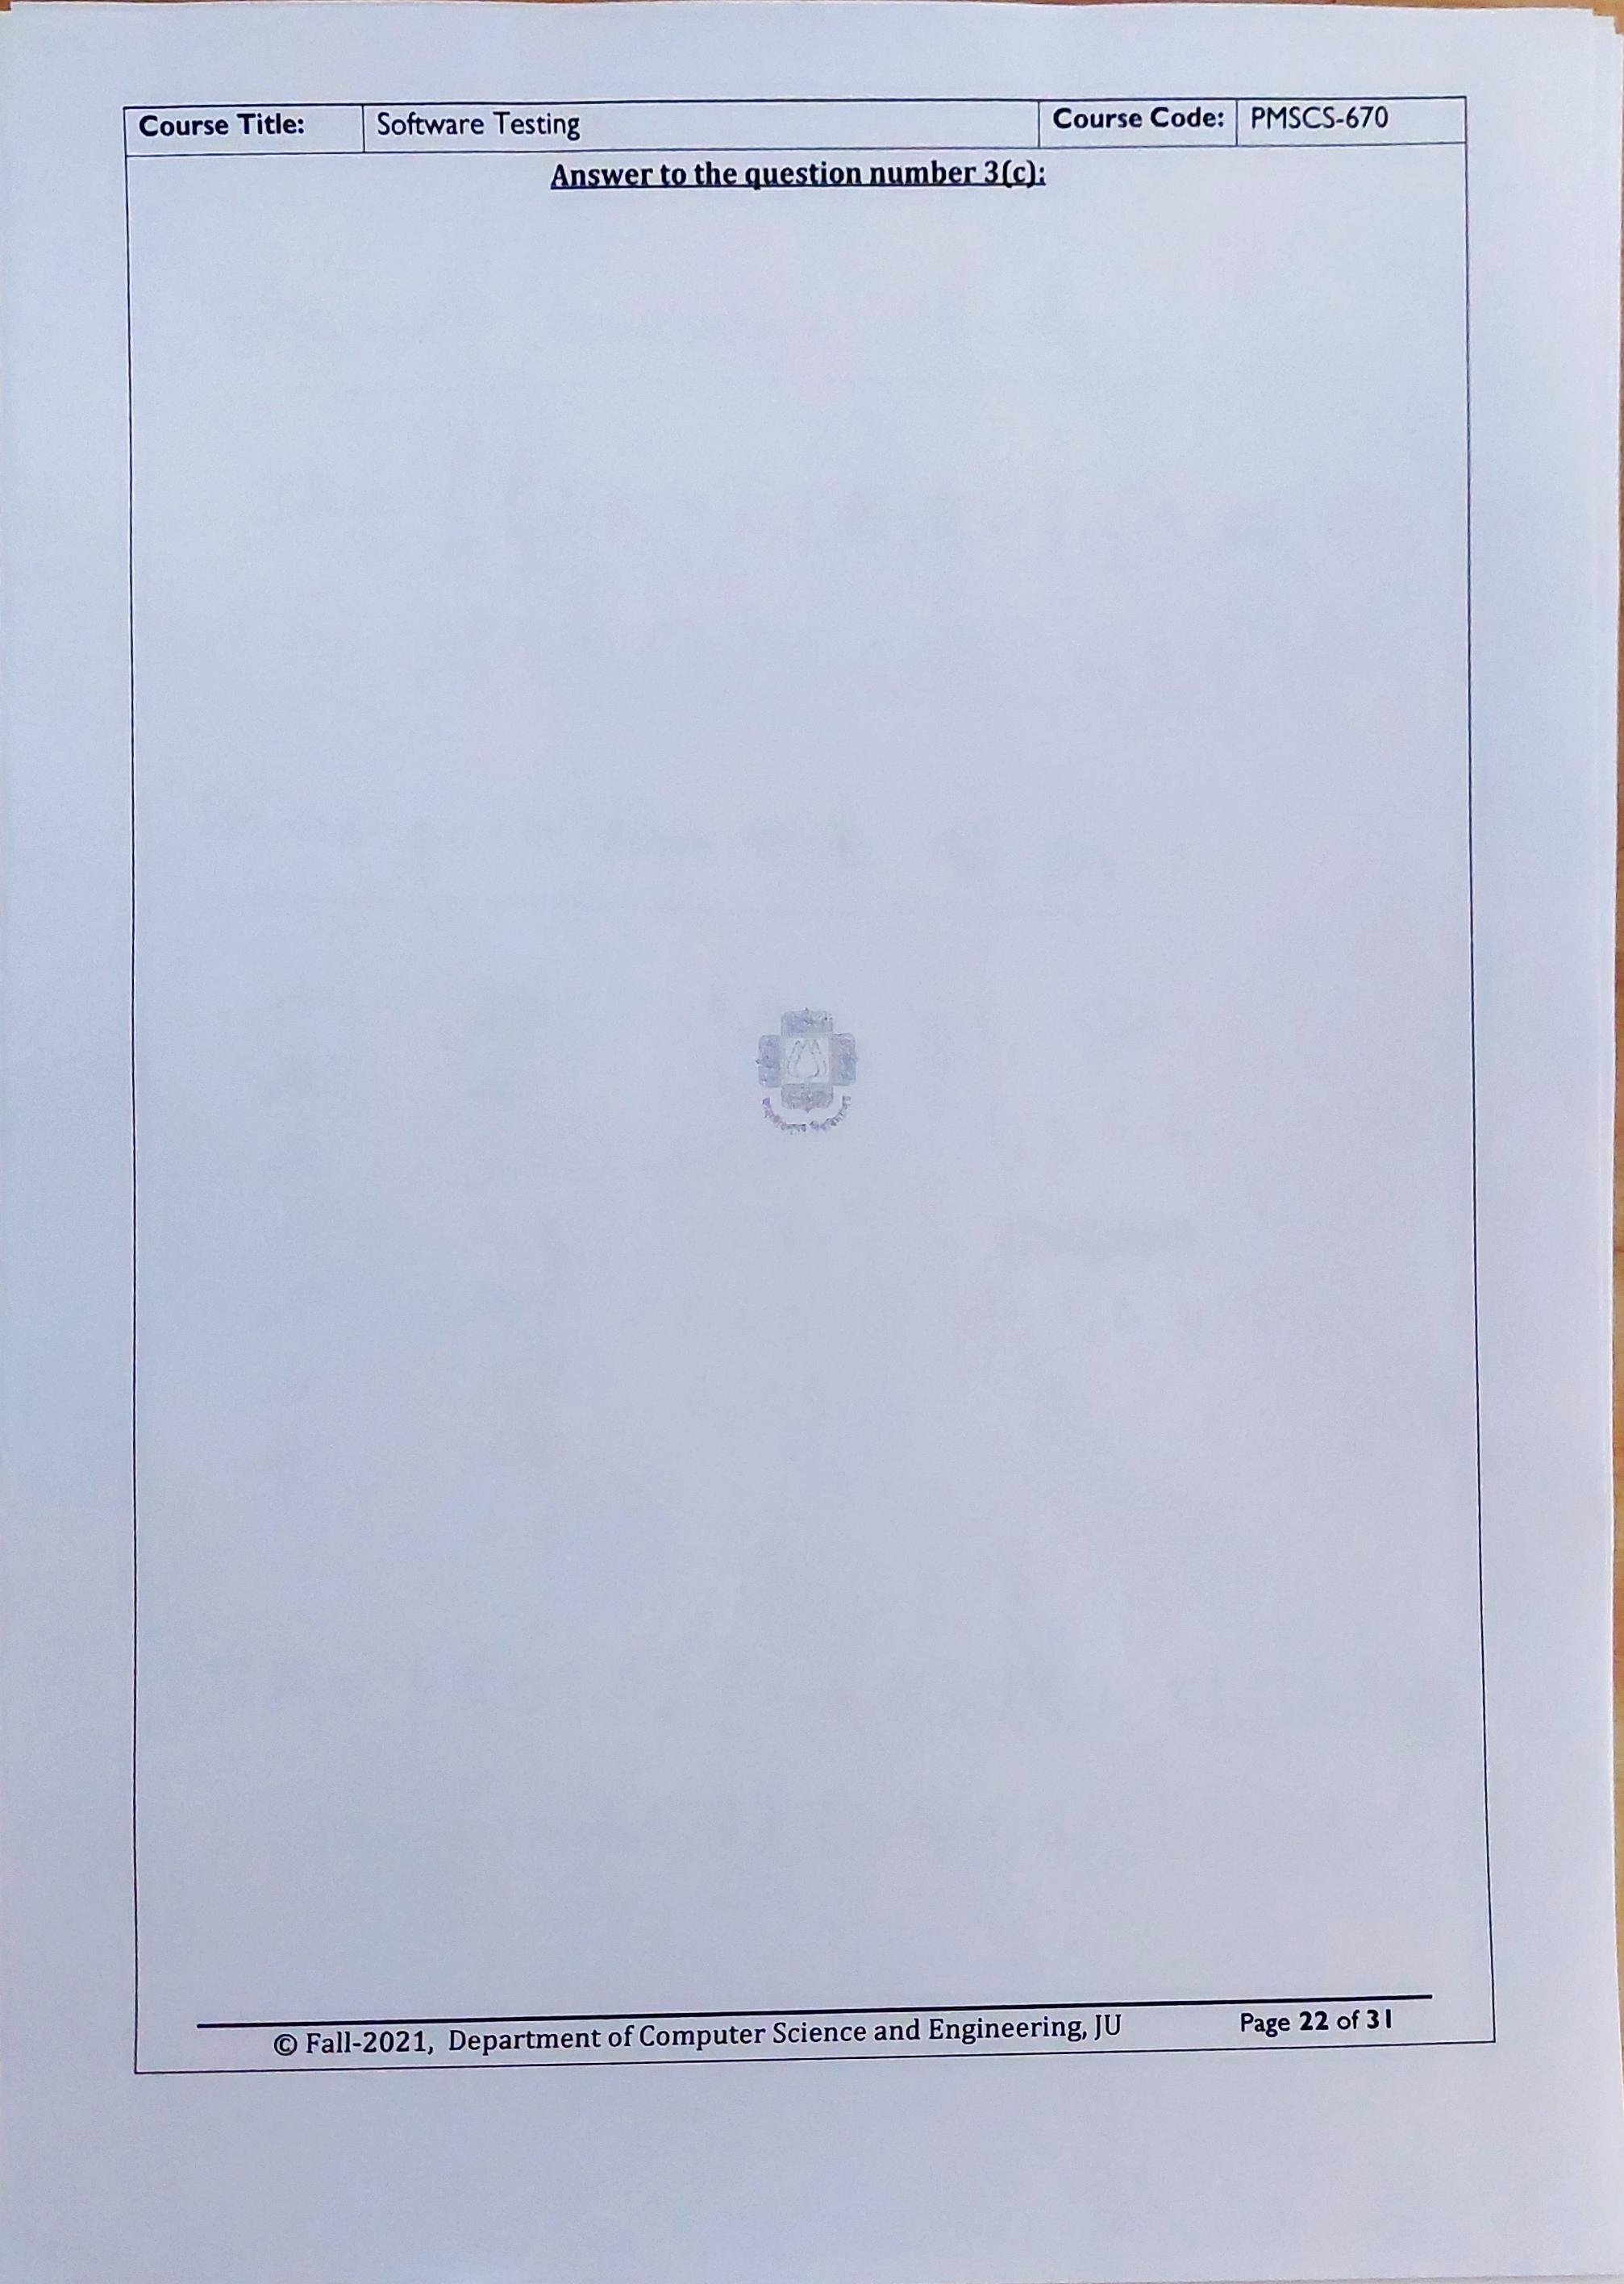 Course Title: Software Testing Course Code: PMSCS-670
Answer to the question number 3(c):
© Fall-2021, Department of Computer Science and Engineering, JU Page 22 of 31